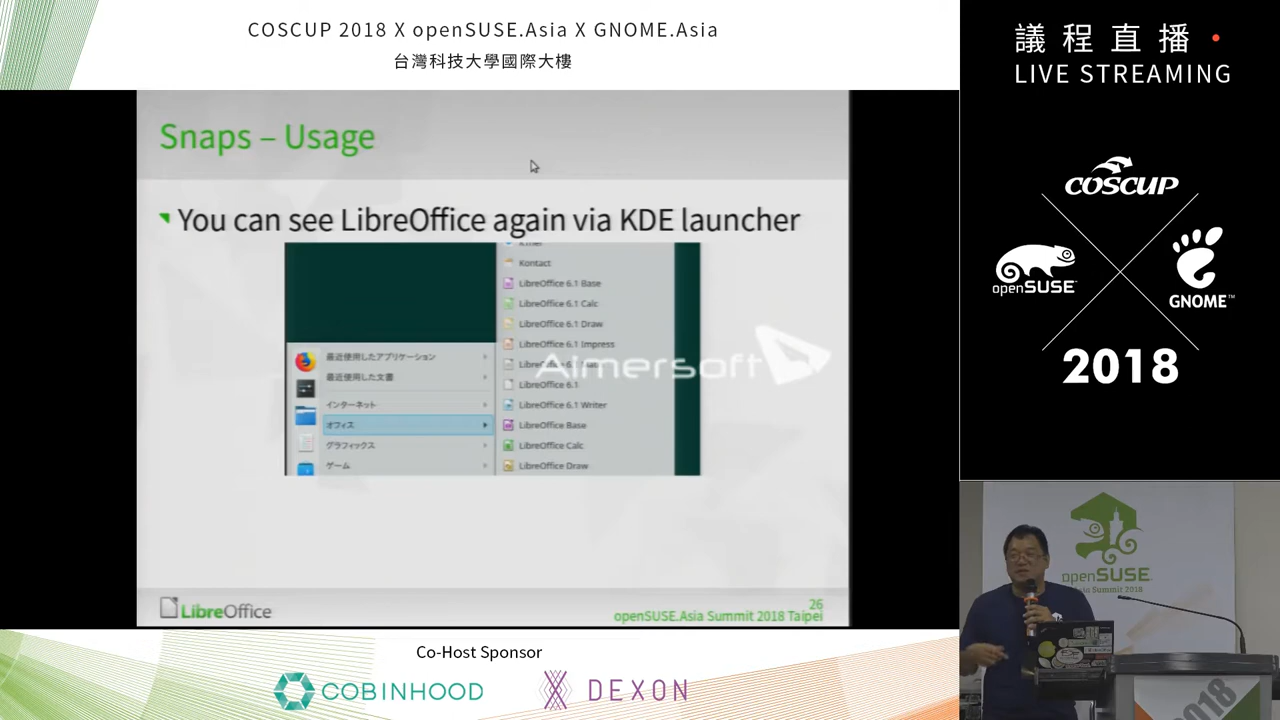 COSCUP 2018 X openSUSE.Asia X GNOME.Asia
台灣科技大學國際大樓
議程直播
LIVE STREAMING
COSCUP
openSUSE
GNOME™
2018
Snaps – Usage
You can see LibreOffice again via KDE launcher
Kontact
LibreOffice 6.1 Base
LibreOffice 6.1 Calc
LibreOffice 6.1 Draw
LibreOffice 6.1 Impress
LibreOffice 6.1
LibreOffice 6.1 Writer
LibreOffice Base
LibreOffice Calc
LibreOffice Draw
最近使用したアプリケーション
最近使用した文書
インターネット
オフィス
グラフィックス
ゲーム
Aimersoft
LibreOffice
26
openSUSE.Asia Summit 2018 Taipei
openSUSE
Asia Summit 2018
2018
Co-Host Sponsor
COBINHOOD
DEXON